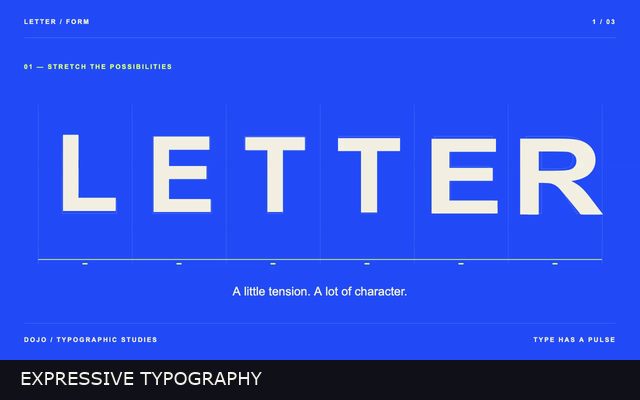 LETTER / FORM
1 / 03
01 — STRETCH THE POSSIBILITIES
LETTER
A little tension. A lot of character.
DOJO / TYPOGRAPHIC STUDIES
TYPE HAS A PULSE
EXPRESSIVE TYPOGRAPHY